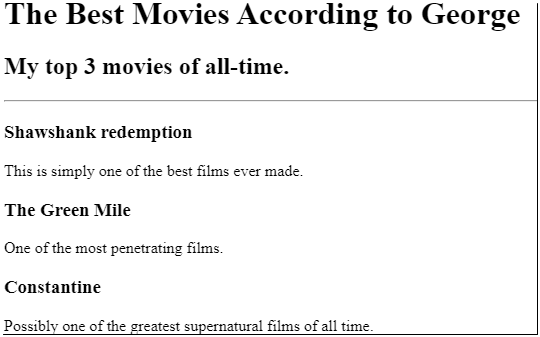 The Best Movies According to George
My top 3 movies of all-time.
Shawshank redemption
This is simply one of the best films ever made.
The Green Mile
One of the most penetrating films.
Constantine
Possibly one of the greatest supernatural films of all time.